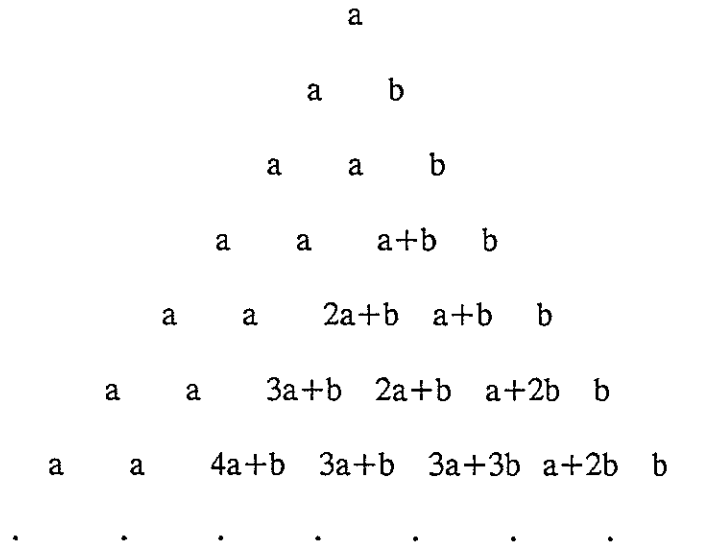 a
a b
a a b
a a a+b b
a a 2a+b a+b b
a a 3a+b 2a+b a+2b b
a a 4a+b 3a+b 3a+3b a+2b b
. . . . . . .